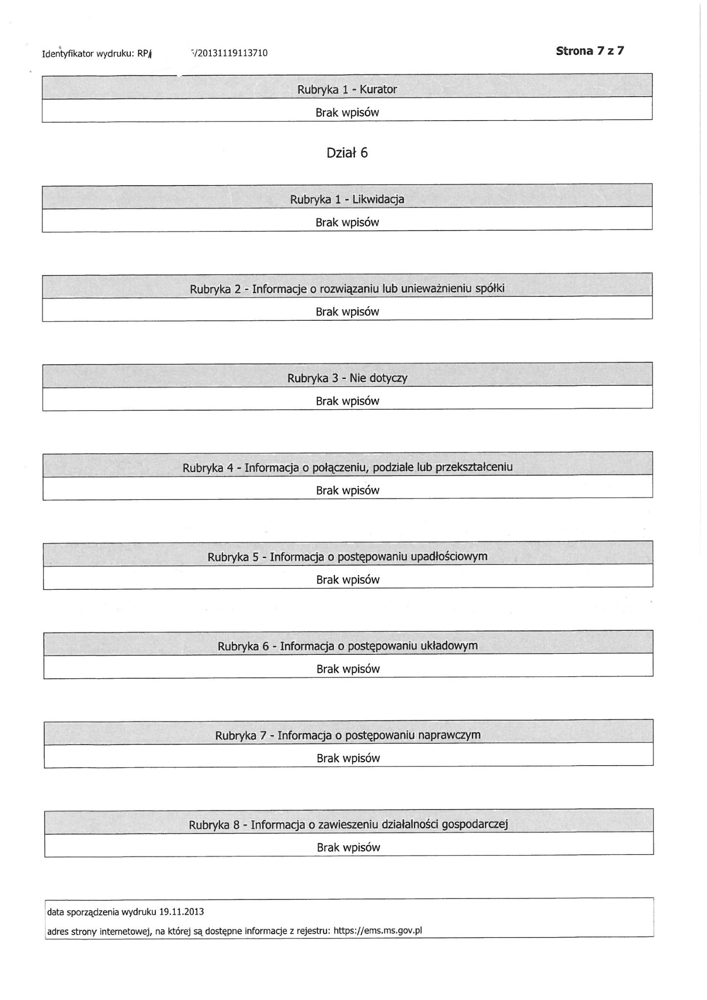 Identyfikator wydruku: RP/ /20131119113710
Strona 7 z 7
Rubryka 1 - Kurator
Brak wpisów
Dział 6
Rubryka 1 - Likwidacja
Brak wpisów
Rubryka 2 - Informacje o rozwiązaniu lub unieważnieniu spółki
Brak wpisów
Rubryka 3 - Nie dotyczy
Brak wpisów
Rubryka 4 - Informacja o połączeniu, podziale lub przekształceniu
Brak wpisów
Rubryka 5 - Informacja o postępowaniu upadłościowym
Brak wpisów
Rubryka 6 - Informacja o postępowaniu układowym
Brak wpisów
Rubryka 7 - Informacja o postępowaniu naprawczym
Brak wpisów
Rubryka 8 - Informacja o zawieszeniu działalności gospodarczej
Brak wpisów
data sporządzenia wydruku 19.11.2013
adres strony internetowej, na której są dostępne informacje z rejestru: https://ems.ms.gov.pl